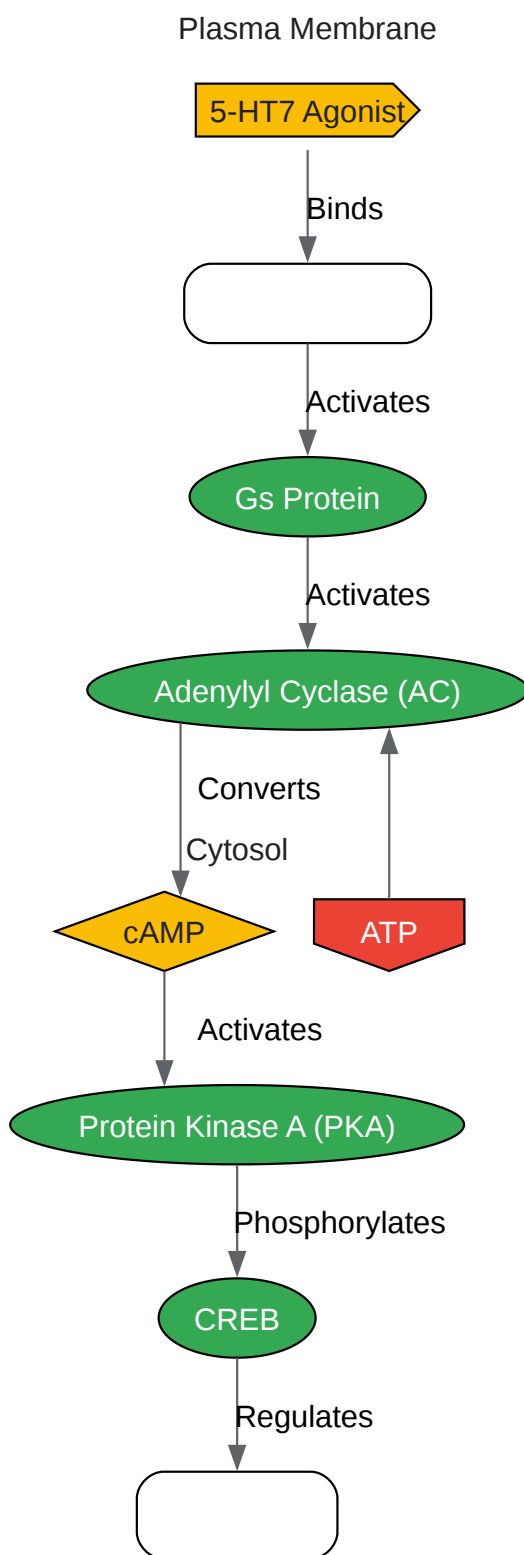 Plasma Membrane
5-HT7 Agonist
Binds
Activates
Gs Protein
Activates
Adenylyl Cyclase (AC)
Converts
Cytosol
cAMP
ATP
Activates
Protein Kinase A (PKA)
Phosphorylates
CREB
Regulates